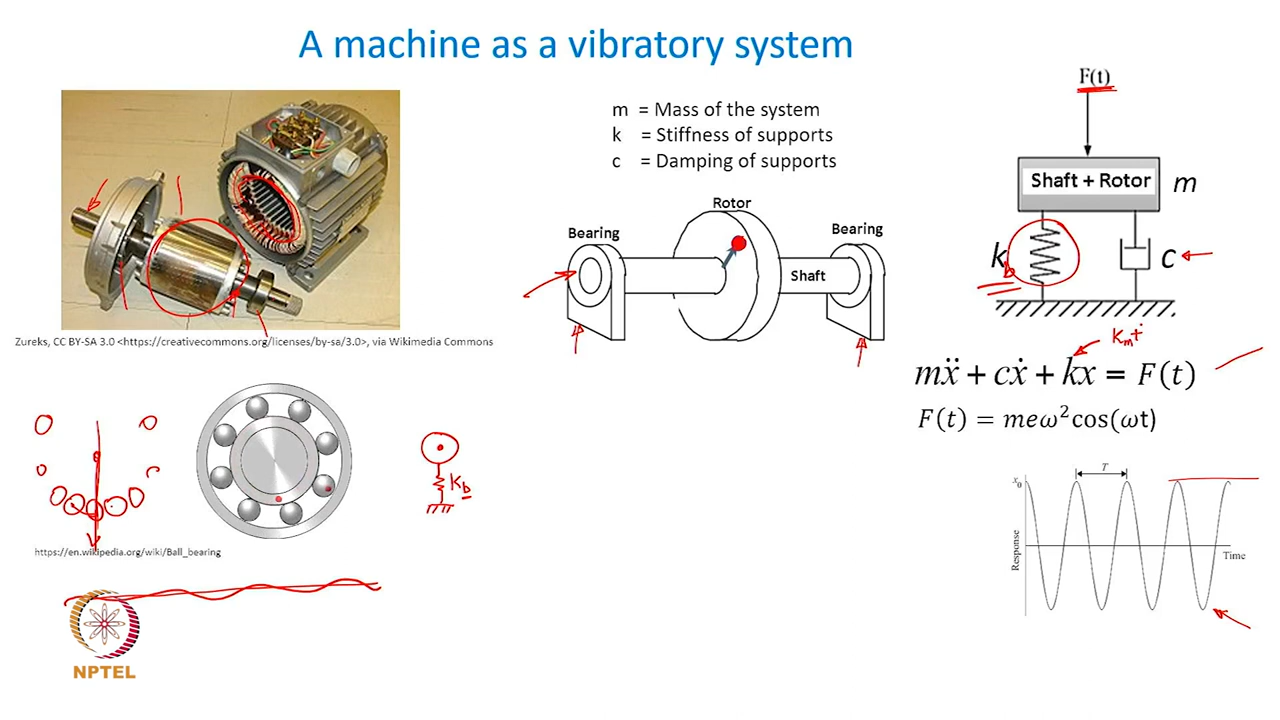 A machine as a vibratory system
m = Mass of the system
k = Stiffness of supports
c = Damping of supports
Rotor
Bearing
Bearing
Shaft
F(t)
Shaft + Rotor
m
k
b
c
Zureks, CC BY-SA 3.0 <https://creativecommons.org/licenses/by-sa/3.0>, via Wikimedia Commons
mẍ + cẋ + kx = F(t)
F(t) = meω²cos(ωt)
k_b
T
x₀
Response
Time
https://en.wikipedia.org/wiki/Ball_bearing
NPTEL